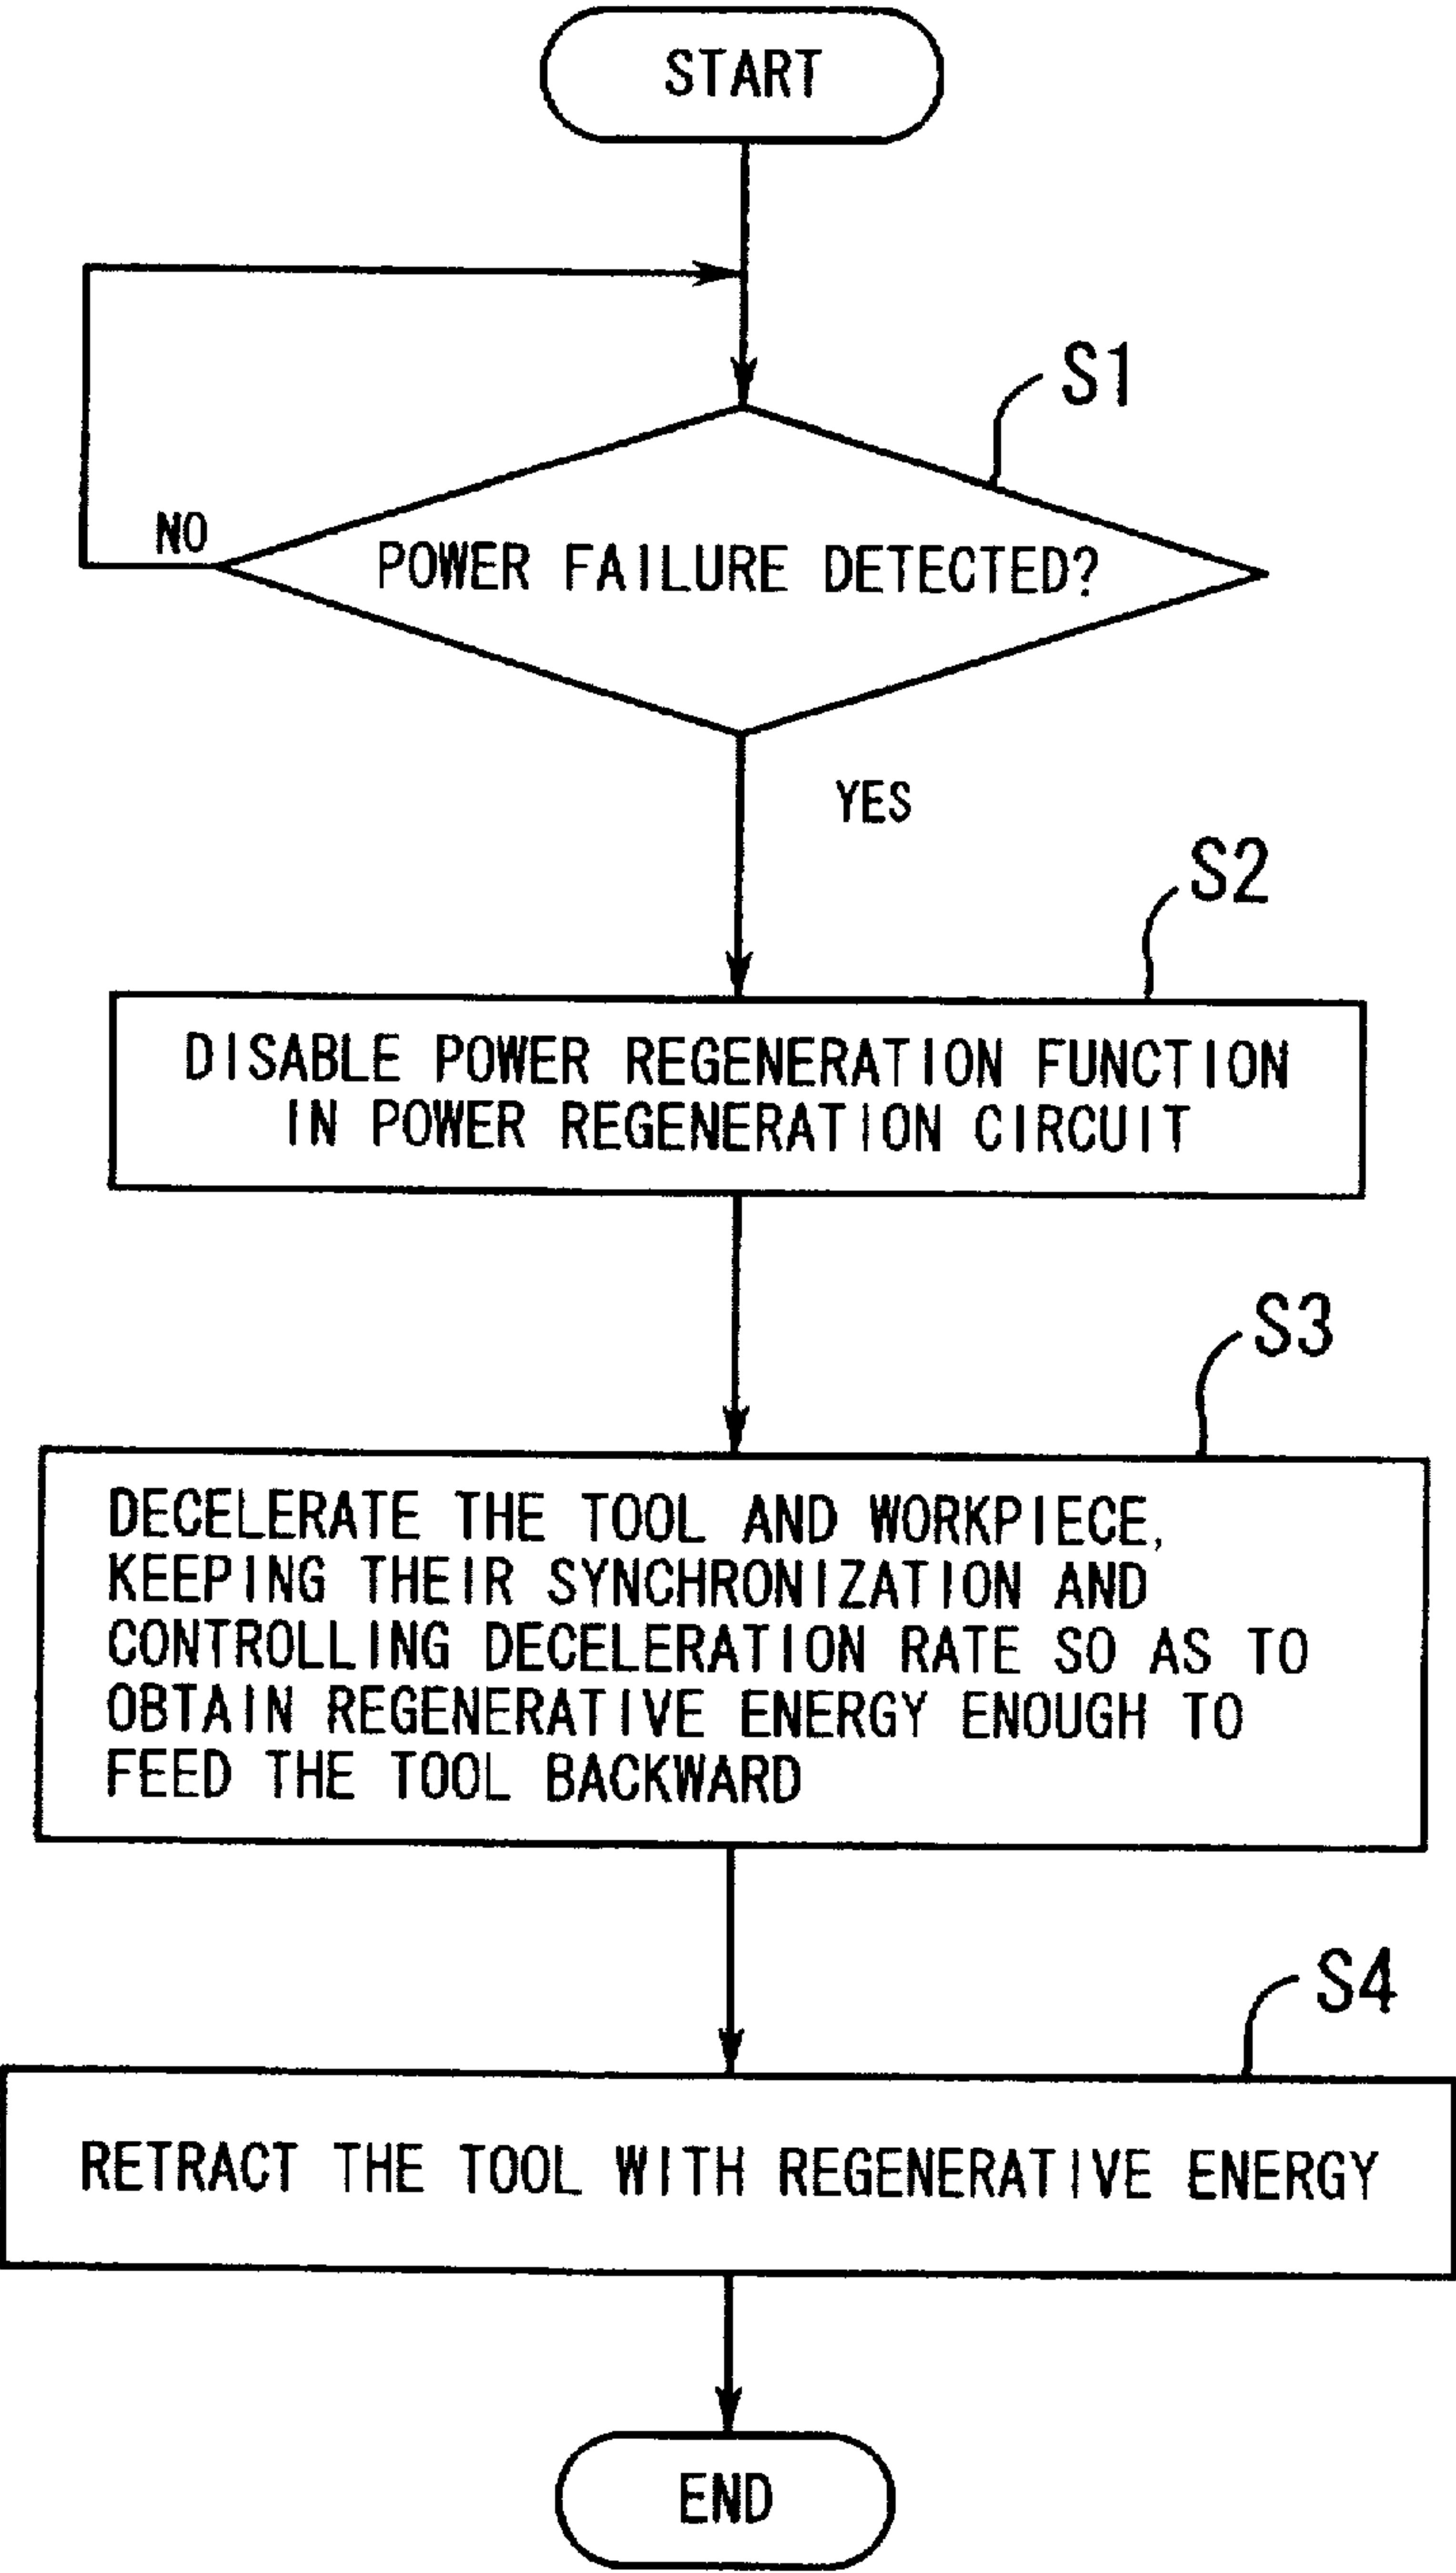 START
S1
NO
POWER FAILURE DETECTED?
YES
S2
DISABLE POWER REGENERATION FUNCTION
IN POWER REGENERATION CIRCUIT
S3
DECELERATE THE TOOL AND WORKPIECE,
KEEPING THEIR SYNCHRONIZATION AND
CONTROLLING DECELERATION RATE SO AS TO
OBTAIN REGENERATIVE ENERGY ENOUGH TO
FEED THE TOOL BACKWARD
S4
RETRACT THE TOOL WITH REGENERATIVE ENERGY
END